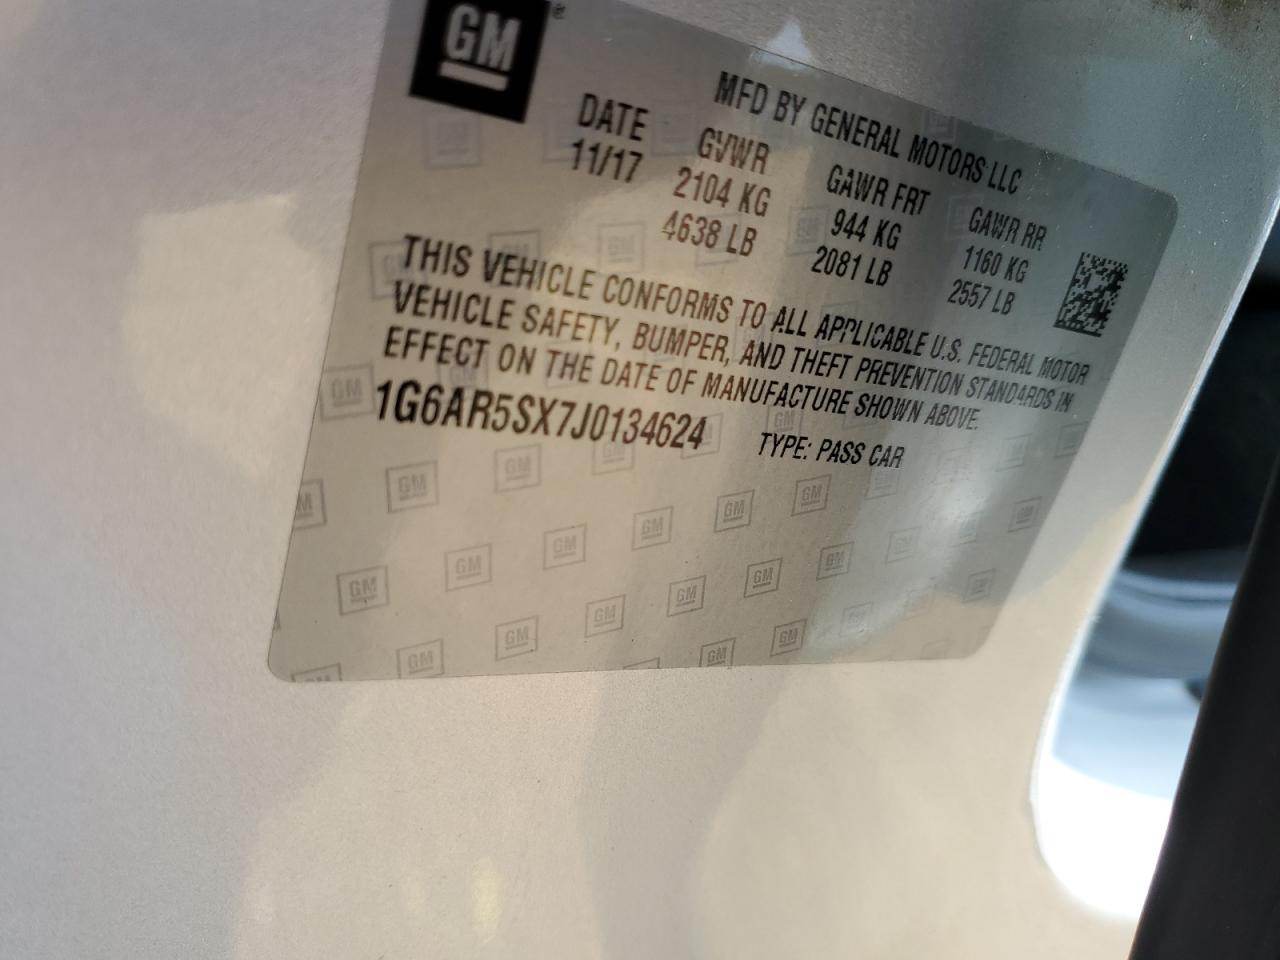 GM
MFD BY GENERAL MOTORS LLC
DATE GVWR GAWR FRT GAWR RR
11/17 2104 KG 944 KG 1160 KG
4638 LB 2081 LB 2557 LB
THIS VEHICLE CONFORMS TO ALL APPLICABLE U.S. FEDERAL MOTOR
VEHICLE SAFETY, BUMPER, AND THEFT PREVENTION STANDARDS IN
EFFECT ON THE DATE OF MANUFACTURE SHOWN ABOVE.
1G6AR5SX7J0134624 TYPE: PASS CAR